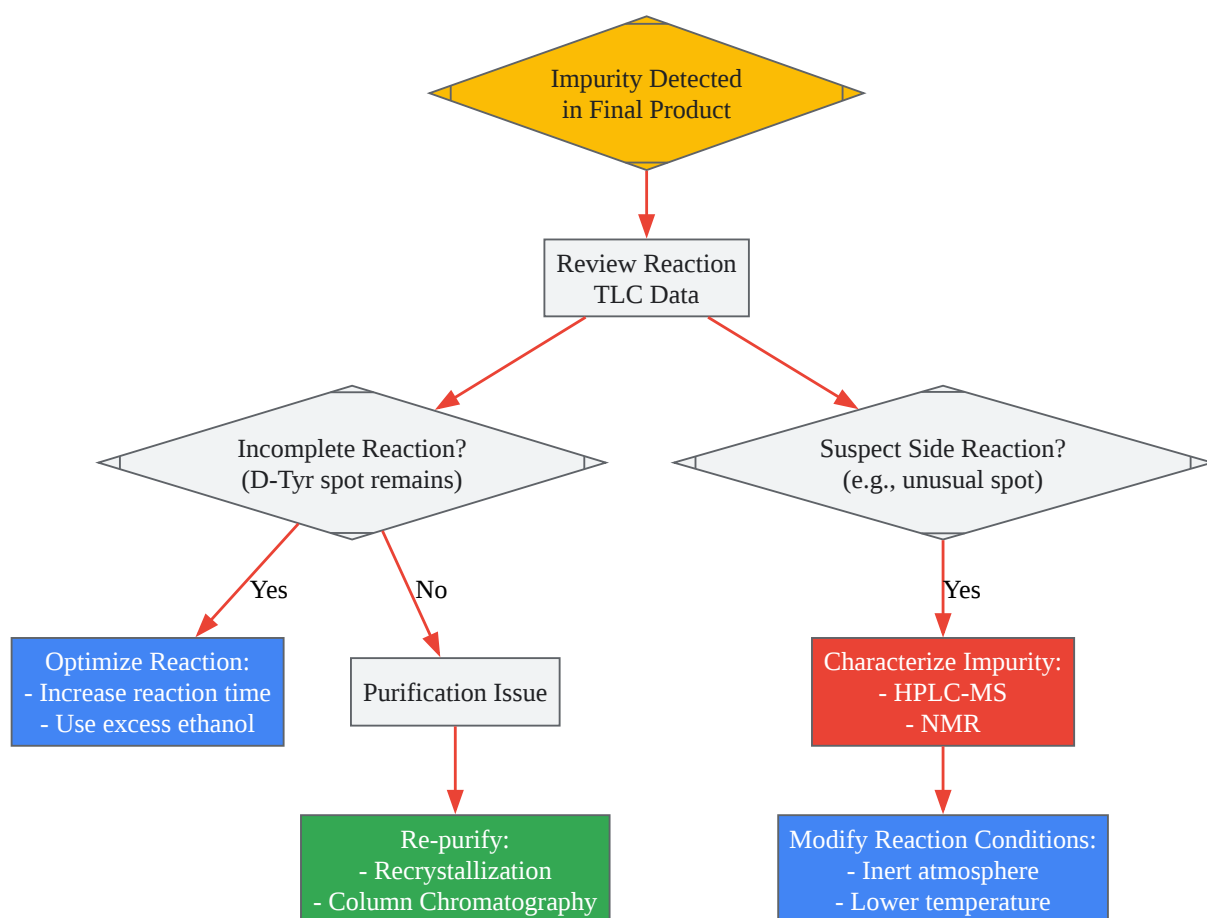 Impurity Detected
in Final Product
Review Reaction
TLC Data
Incomplete Reaction?
(D-Tyr spot remains)
Suspect Side Reaction?
(e.g., unusual spot)
Yes
No
Yes
Optimize Reaction:
- Increase reaction time
- Use excess ethanol
Purification Issue
Characterize Impurity:
- HPLC-MS
- NMR
Re-purify:
- Recrystallization
- Column Chromatography
Modify Reaction Conditions:
- Inert atmosphere
- Lower temperature